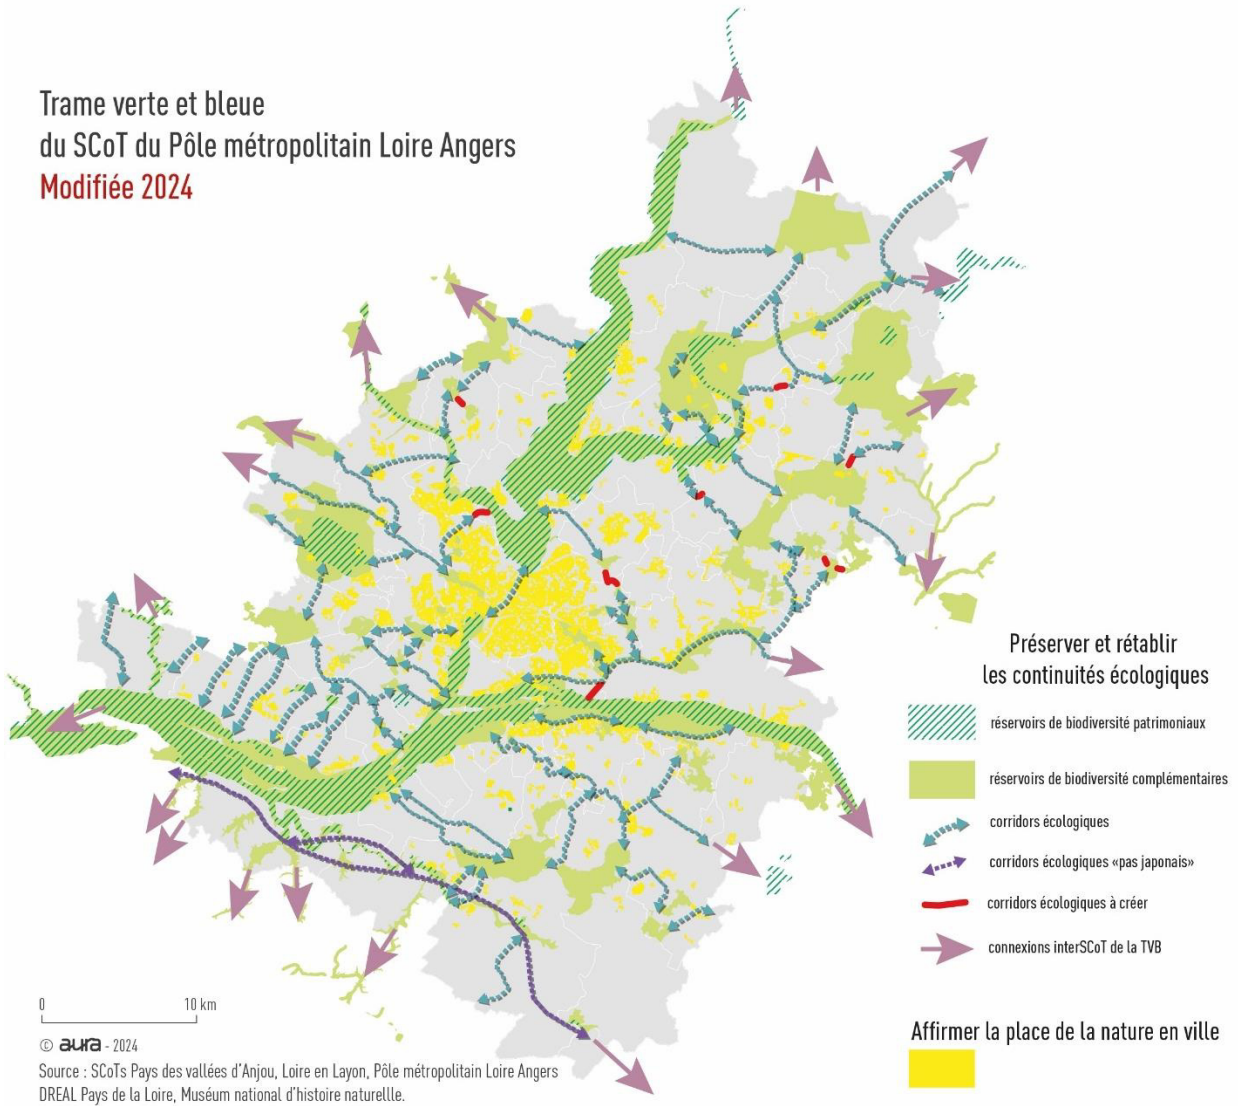 Trame verte et bleue
du SCoT du Pôle métropolitain Loire Angers
Modifiée 2024
Préserver et rétablir
les continuités écologiques
réservoirs de biodiversité patrimoniaux
réservoirs de biodiversité complémentaires
corridors écologiques
corridors écologiques «pas japonais»
corridors écologiques à créer
connexions interSCoT de la TVB
Affirmer la place de la nature en ville
0 10 km
© aura - 2024
Source : SCoTs Pays des vallées d'Anjou, Loire en Layon, Pôle métropolitain Loire Angers
DREAL Pays de la Loire, Muséum national d'histoire naturellle.